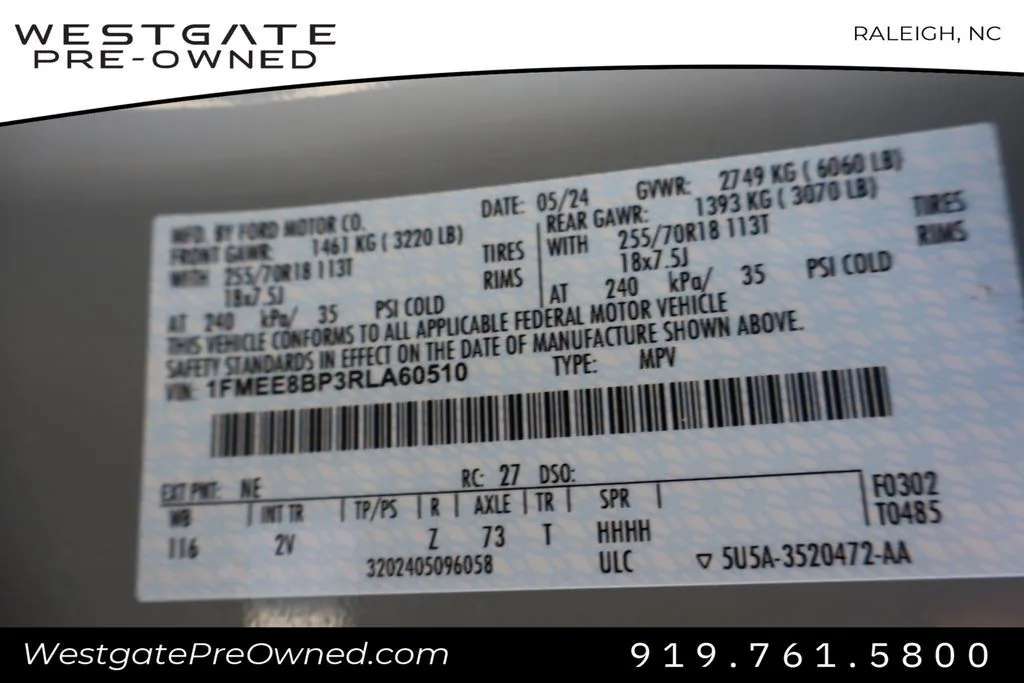 WESTGATE
PRE-OWNED
RALEIGH, NC
MFD. BY FORD MOTOR CO.
DATE: 05/24
GVWR: 2749 KG ( 6060 LB)
FRONT GAWR: 1461 KG ( 3220 LB)
WITH 255/70R18 113T TIRES
18x7.5J RIMS
AT 240 kPa/ 35 PSI COLD
REAR GAWR: 1393 KG ( 3070 LB)
WITH 255/70R18 113T TIRES
18x7.5J RIMS
AT 240 kPa/ 35 PSI COLD
THIS VEHICLE CONFORMS TO ALL APPLICABLE FEDERAL MOTOR VEHICLE
SAFETY STANDARDS IN EFFECT ON THE DATE OF MANUFACTURE SHOWN ABOVE.
VIN: 1FMEE8BP3RLA60510 TYPE: MPV
EXT PNT: NE RC: 27 DSO:
WB INT TR TP/PS R AXLE TR SPR
116 2V Z 73 T HHHH
F0302
T0485
3202405096058 ULC ▽ 5U5A-3520472-AA
WestgatePreOwned.com
919.761.5800